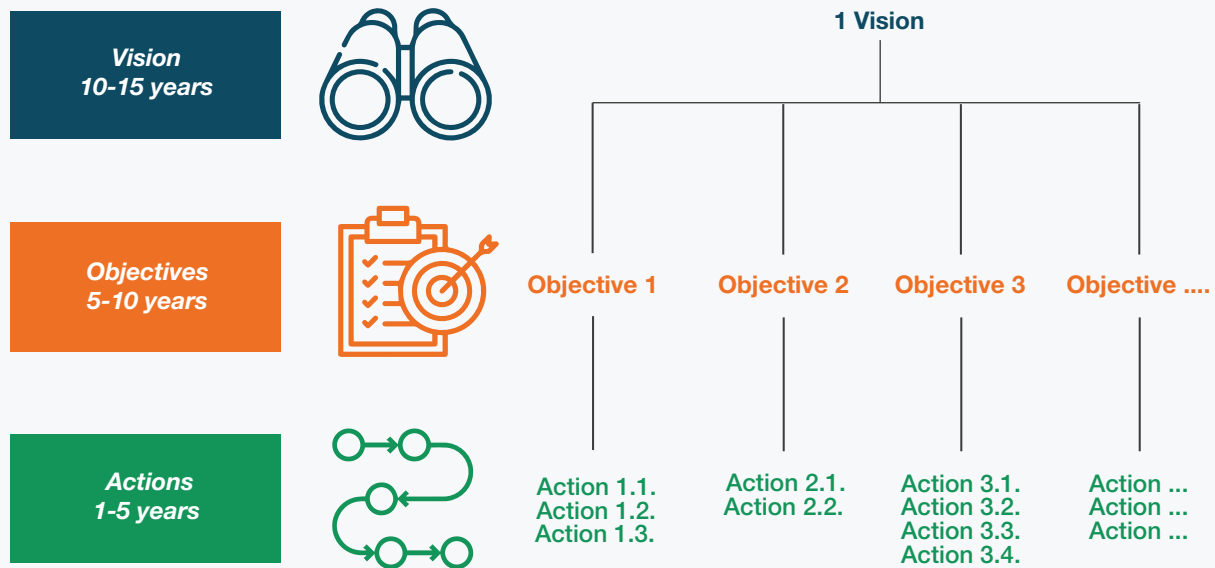 Vision
10-15 years
1 Vision
Objectives
5-10 years
Objective 1
Objective 2
Objective 3
Objective ....
Actions
1-5 years
Action 1.1.
Action 1.2.
Action 1.3.
Action 2.1.
Action 2.2.
Action 3.1.
Action 3.2.
Action 3.3.
Action 3.4.
Action ...
Action ...
Action ...